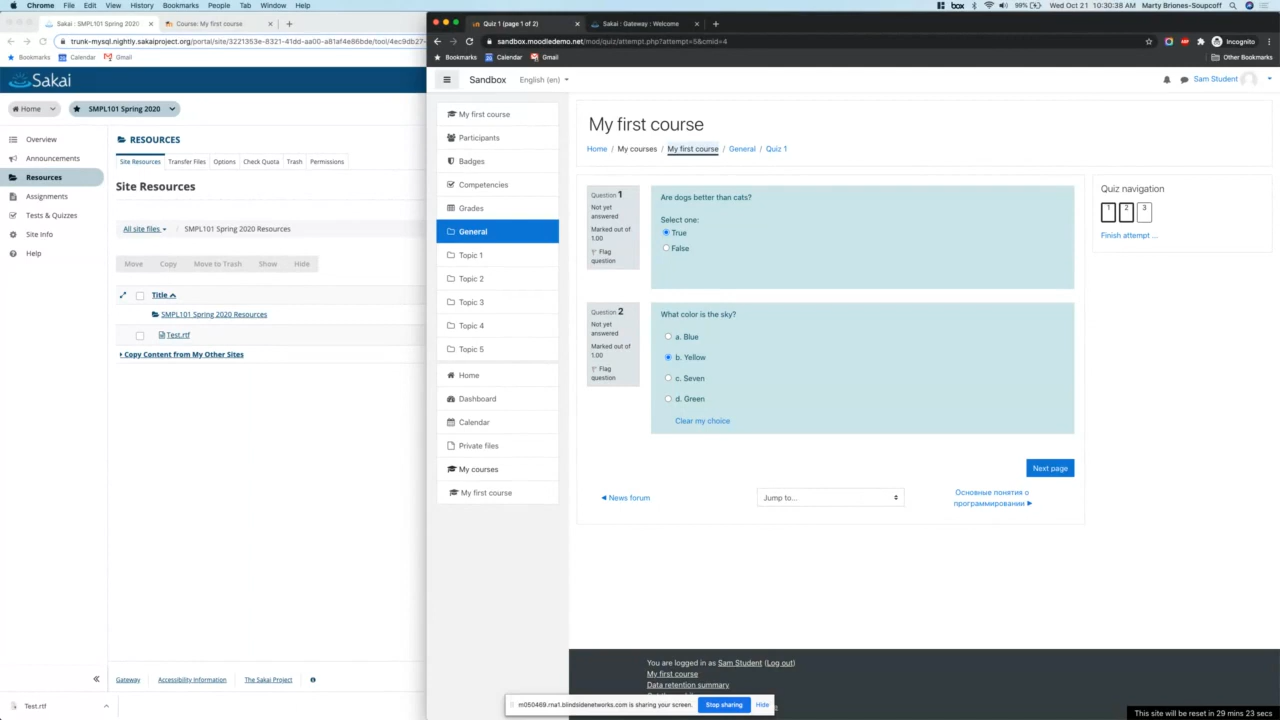 Chrome File Edit View History Bookmarks People Tab Window Help
box 99% Wed Oct 21 10:30:38 AM Marty Briones-Soupcoff
Sakai : SMPL101 Spring 2020
Course: My first course
trunk-mysql.nightly.sakaiproject.org/portal/site/3221353e-8321-41dd-aa00-a81af4e86bde/tool/4ec9db27-
Bookmarks Calendar Gmail
Sakai
Home SMPL101 Spring 2020
Overview
Announcements
Resources
Assignments
Tests & Quizzes
Site Info
Help
RESOURCES
Site Resources Transfer Files Options Check Quota Trash Permissions
Site Resources
All site files / SMPL101 Spring 2020 Resources
Move Copy Move to Trash Show Hide
Title
SMPL101 Spring 2020 Resources
Test.rtf
Copy Content from My Other Sites
Gateway Accessibility Information The Sakai Project
Test.rtf
Quiz 1 (page 1 of 2)
Sakai : Gateway : Welcome
sandbox.moodledemo.net/mod/quiz/attempt.php?attempt=5&cmid=4
ABP Incognito
Bookmarks Calendar Gmail Other Bookmarks
Sandbox English (en) Sam Student
My first course
Participants
Badges
Competencies
Grades
General
Topic 1
Topic 2
Topic 3
Topic 4
Topic 5
Home
Dashboard
Calendar
Private files
My courses
My first course
My first course
Home / My courses / My first course / General / Quiz 1
Question 1
Not yet
answered
Marked out of
1.00
Flag
question
Are dogs better than cats?
Select one:
True
False
Question 2
Not yet
answered
Marked out of
1.00
Flag
question
What color is the sky?
a. Blue
b. Yellow
c. Seven
d. Green
Clear my choice
Next page
News forum
Jump to...
Основные понятия о
программировании
Quiz navigation
1 2 3
Finish attempt ...
You are logged in as Sam Student (Log out)
My first course
Data retention summary
m050469.rna1.blindsidenetworks.com is sharing your screen. Stop sharing Hide
This site will be reset in 29 mins 23 secs